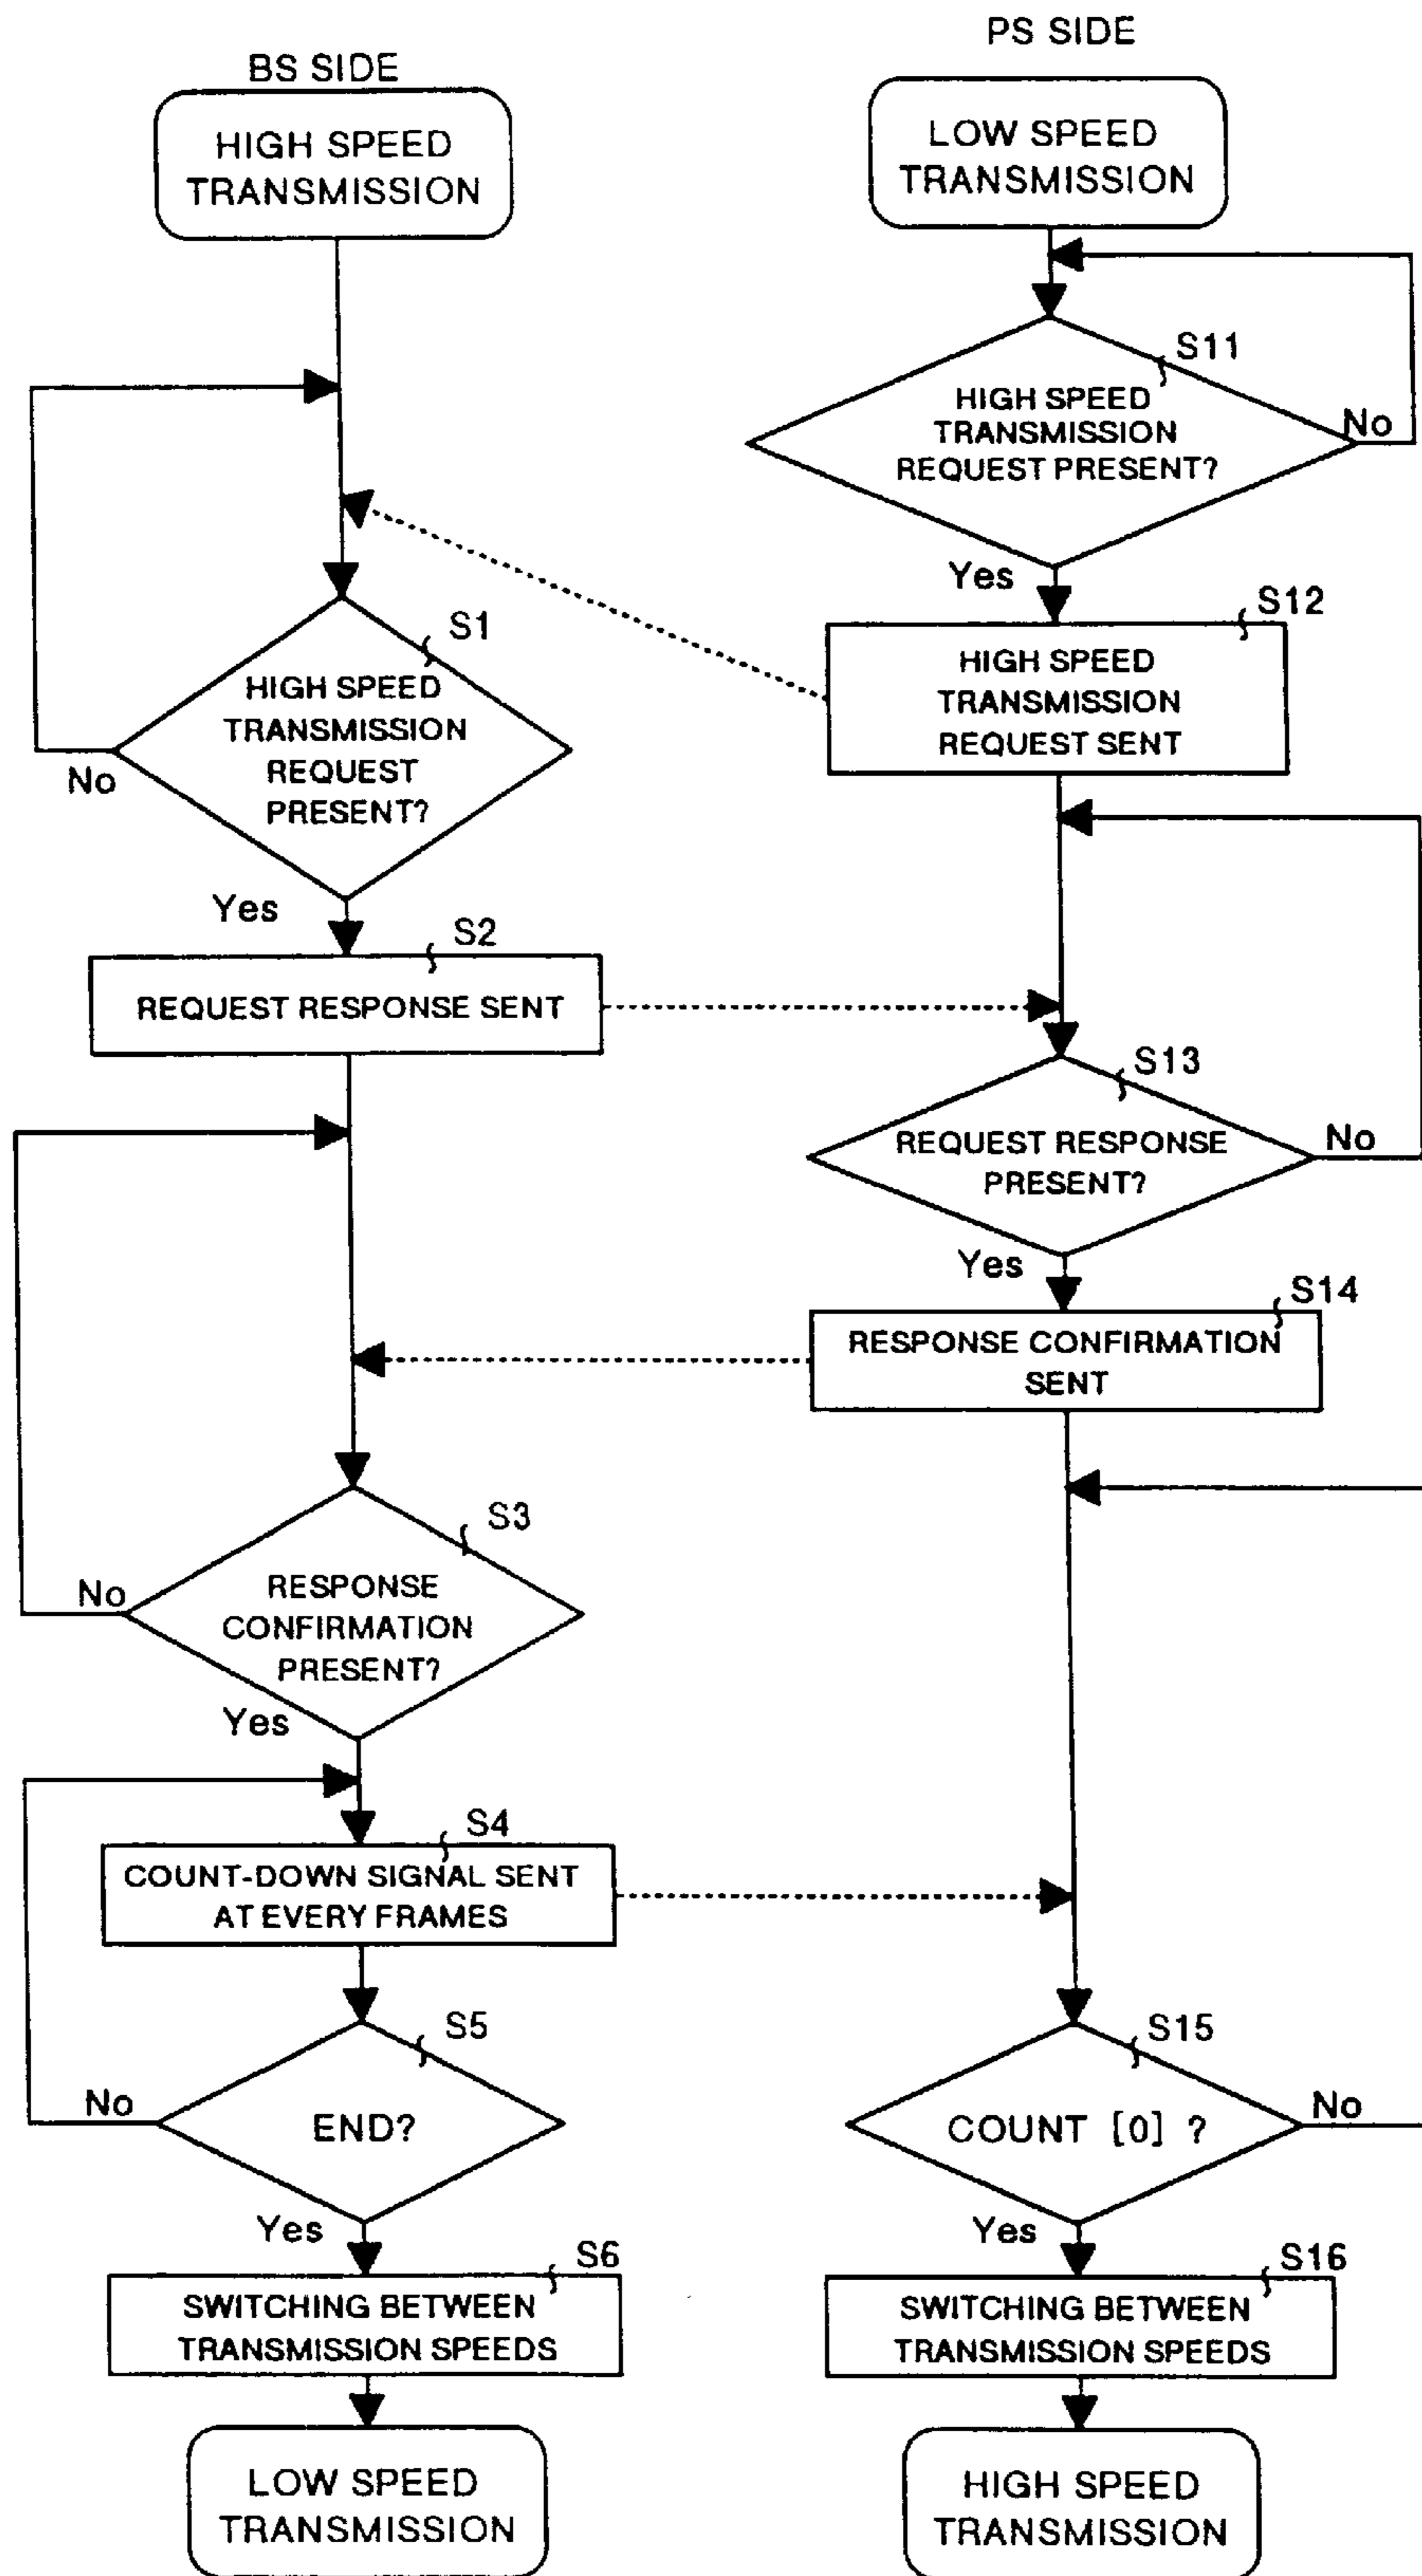 BS SIDE
HIGH SPEED
TRANSMISSION
S1
HIGH SPEED
TRANSMISSION
REQUEST
PRESENT?
No
Yes
S2
REQUEST RESPONSE SENT
S3
RESPONSE
CONFIRMATION
PRESENT?
No
Yes
S4
COUNT-DOWN SIGNAL SENT
AT EVERY FRAMES
S5
END?
No
Yes
S6
SWITCHING BETWEEN
TRANSMISSION SPEEDS
LOW SPEED
TRANSMISSION
PS SIDE
LOW SPEED
TRANSMISSION
S11
HIGH SPEED
TRANSMISSION
REQUEST PRESENT?
No
Yes
S12
HIGH SPEED
TRANSMISSION
REQUEST SENT
S13
REQUEST RESPONSE
PRESENT?
No
Yes
S14
RESPONSE CONFIRMATION
SENT
S15
COUNT [0] ?
No
Yes
S16
SWITCHING BETWEEN
TRANSMISSION SPEEDS
HIGH SPEED
TRANSMISSION